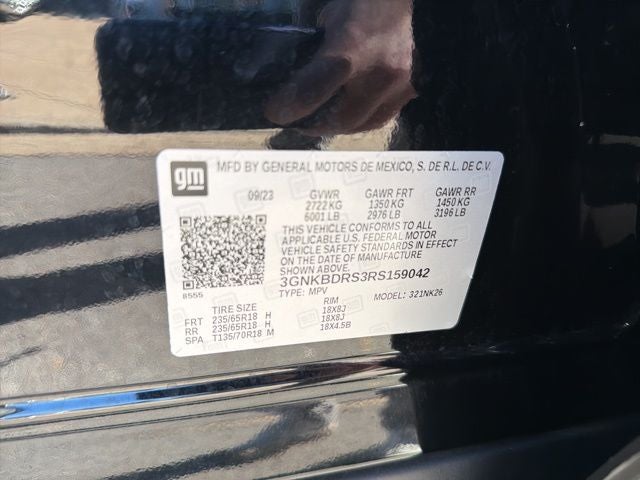 gm
MFD BY GENERAL MOTORS DE MEXICO, S. DE R.L. DE C.V.
09/23 GVWR GAWR FRT GAWR RR
2722 KG 1350 KG 1450 KG
6001 LB 2976 LB 3196 LB
THIS VEHICLE CONFORMS TO ALL
APPLICABLE U.S. FEDERAL MOTOR
VEHICLE SAFETY STANDARDS IN EFFECT
ON THE DATE OF MANUFACTURE SHOWN ABOVE.
3GNKBDRS3RS159042
8555
TYPE: MPV MODEL: 321NK26
TIRE SIZE RIM
FRT 235/65R18 H 18X8J
RR 235/65R18 H 18X8J
SPA T135/70R18 M 18X4.5B